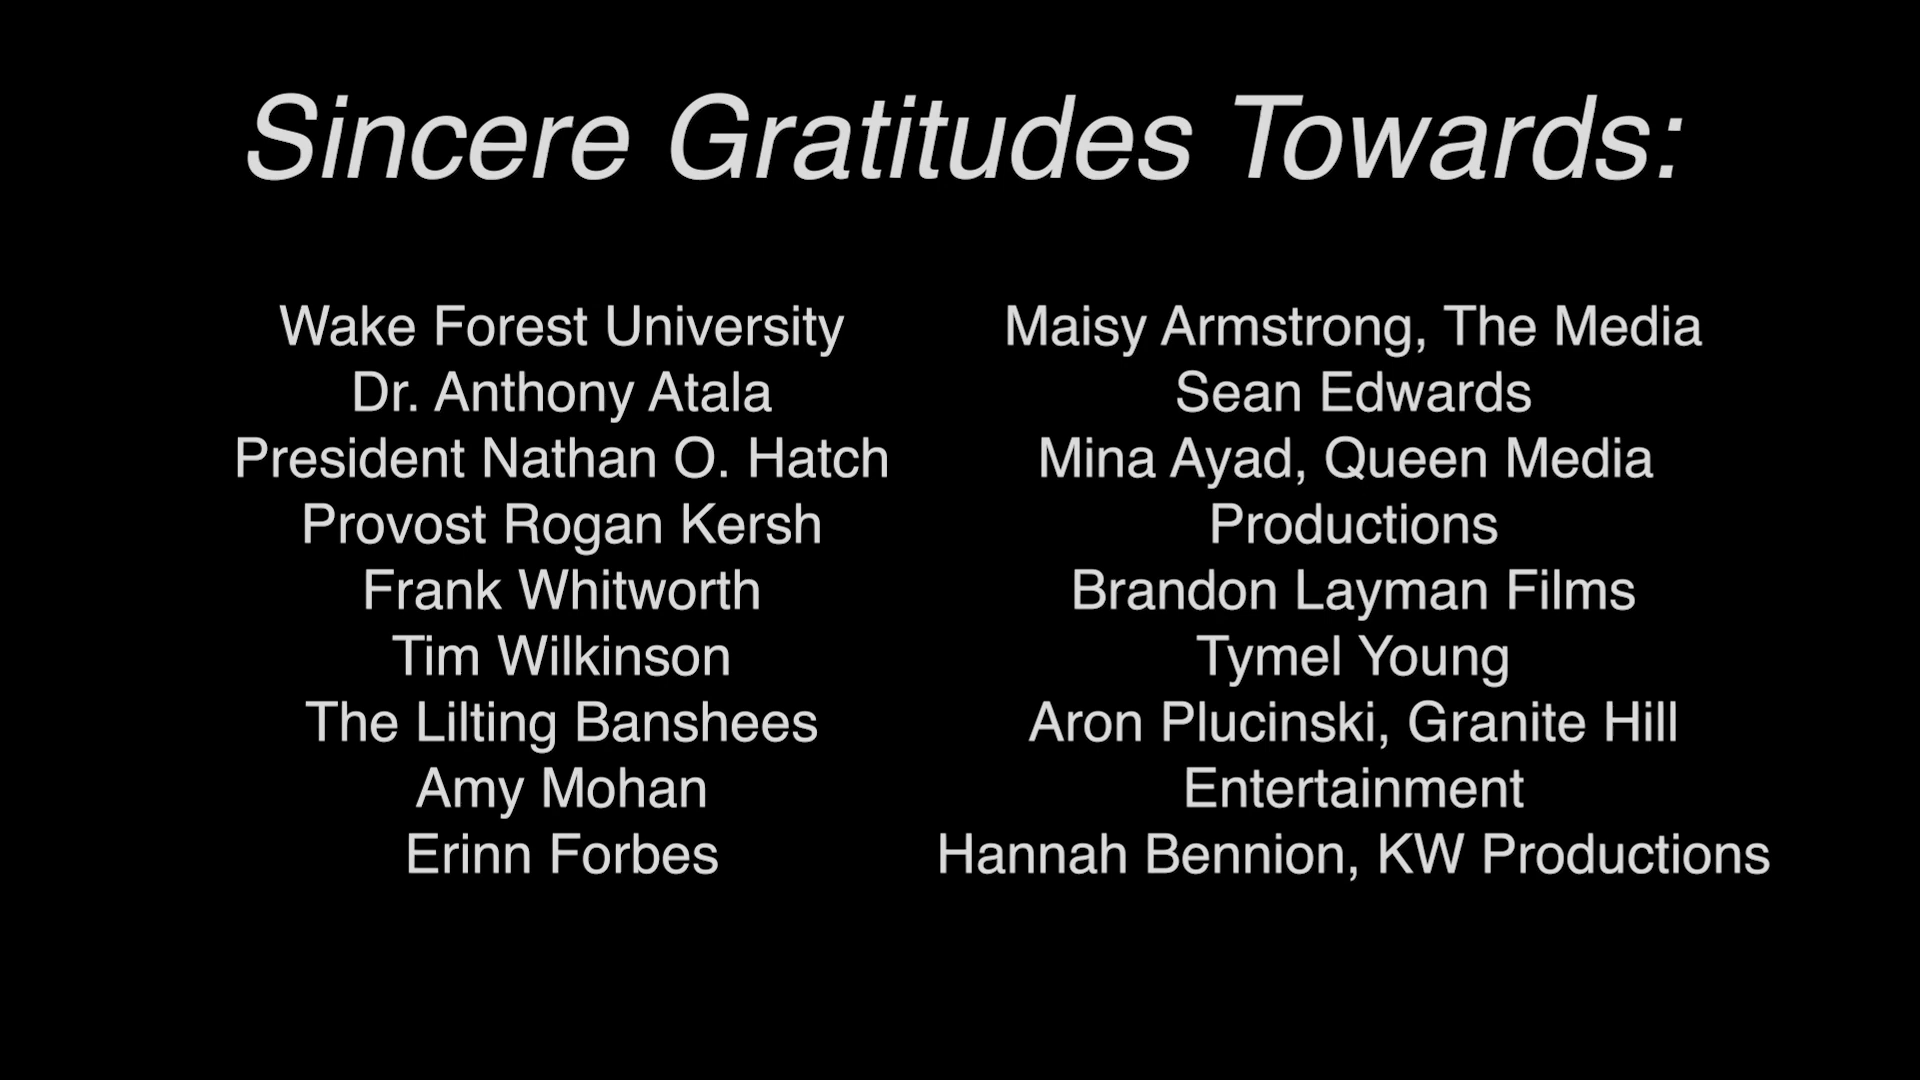 Sincere Gratitudes Towards:
Wake Forest University
Dr. Anthony Atala
President Nathan O. Hatch
Provost Rogan Kersh
Frank Whitworth
Tim Wilkinson
The Lilting Banshees
Amy Mohan
Erinn Forbes
Maisy Armstrong, The Media
Sean Edwards
Mina Ayad, Queen Media
Productions
Brandon Layman Films
Tymel Young
Aron Plucinski, Granite Hill
Entertainment
Hannah Bennion, KW Productions